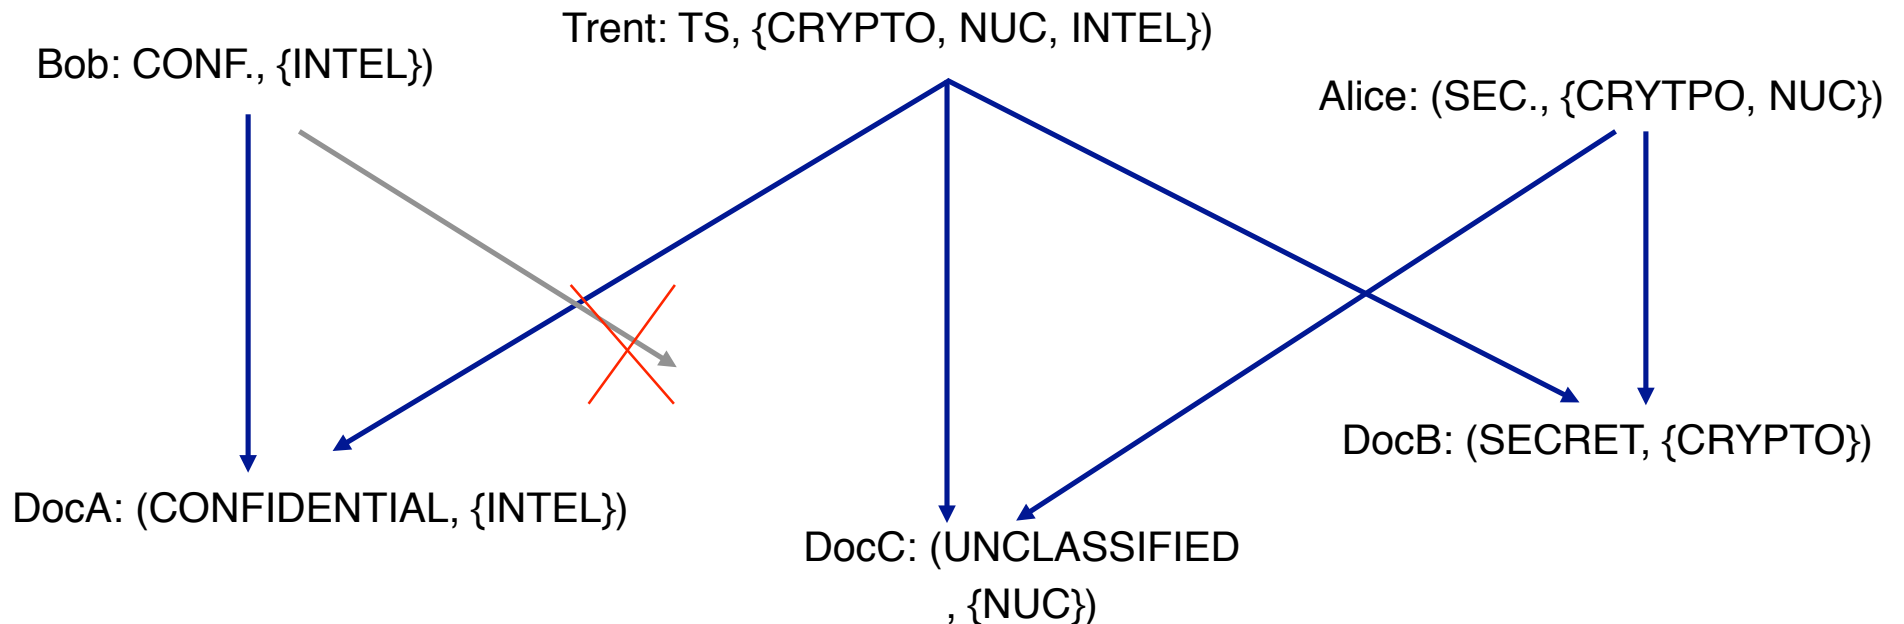 Trent: TS, {CRYPTO, NUC, INTEL})
Bob: CONF., {INTEL})
Alice: (SEC., {CRYTPO, NUC})
DocB: (SECRET, {CRYPTO})
DocA: (CONFIDENTIAL, {INTEL})
DocC: (UNCLASSIFIED
, {NUC})